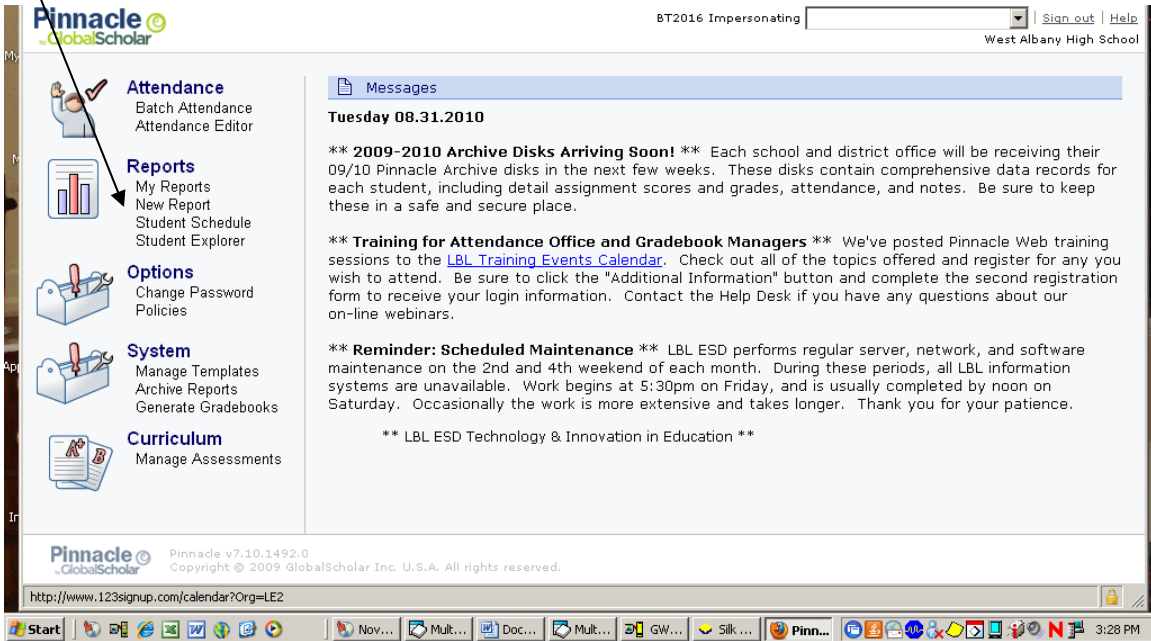 Pinnacle
by GlobalScholar
BT2016 Impersonating
| Sign out | Help
West Albany High School
My
Attendance
Batch Attendance
Attendance Editor
Reports
My Reports
New Report
Student Schedule
Student Explorer
Options
Change Password
Policies
System
Manage Templates
Archive Reports
Generate Gradebooks
Curriculum
Manage Assessments
Messages
Tuesday 08.31.2010
** 2009-2010 Archive Disks Arriving Soon! ** Each school and district office will be receiving their
09/10 Pinnacle Archive disks in the next few weeks. These disks contain comprehensive data records for
each student, including detail assignment scores and grades, attendance, and notes. Be sure to keep
these in a safe and secure place.
** Training for Attendance Office and Gradebook Managers ** We've posted Pinnacle Web training
sessions to the LBL Training Events Calendar. Check out all of the topics offered and register for any you
wish to attend. Be sure to click the "Additional Information" button and complete the second registration
form to receive your login information. Contact the Help Desk if you have any questions about our
on-line webinars.
** Reminder: Scheduled Maintenance ** LBL ESD performs regular server, network, and software
maintenance on the 2nd and 4th weekend of each month. During these periods, all LBL information
systems are unavailable. Work begins at 5:30pm on Friday, and is usually completed by noon on
Saturday. Occasionally the work is more extensive and takes longer. Thank you for your patience.
** LBL ESD Technology & Innovation in Education **
Pinnacle
by GlobalScholar
Pinnacle v7.10.1492.0
Copyright © 2009 GlobalScholar Inc. U.S.A. All rights reserved.
http://www.123signup.com/calendar?Org=LE2
Start Nov... Mult... Doc... Mult... GW... Silk ... Pinn... 3:28 PM